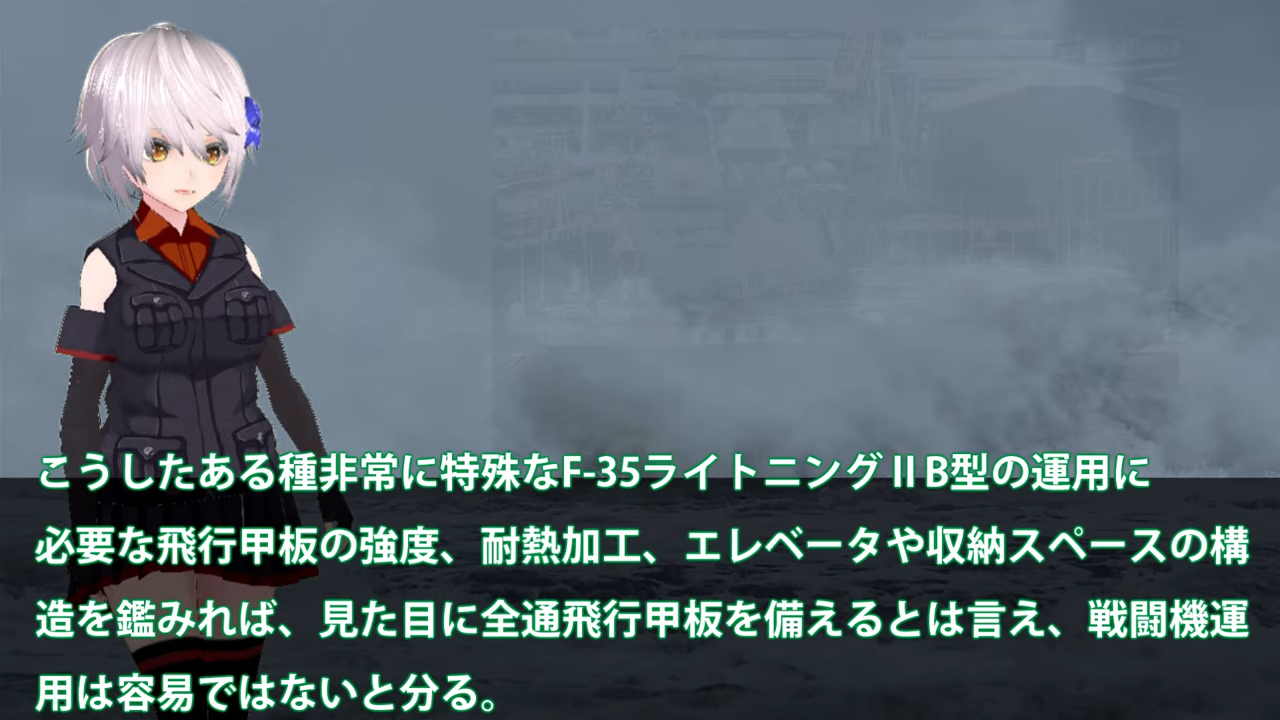 こうしたある種非常に特殊なF-35ライトニングⅡB型の運用に
必要な飛行甲板の強度、耐熱加工、エレベータや収納スペースの構
造を鑑みれば、見た目に全通飛行甲板を備えるとは言え、戦闘機運
用は容易ではないと分る。